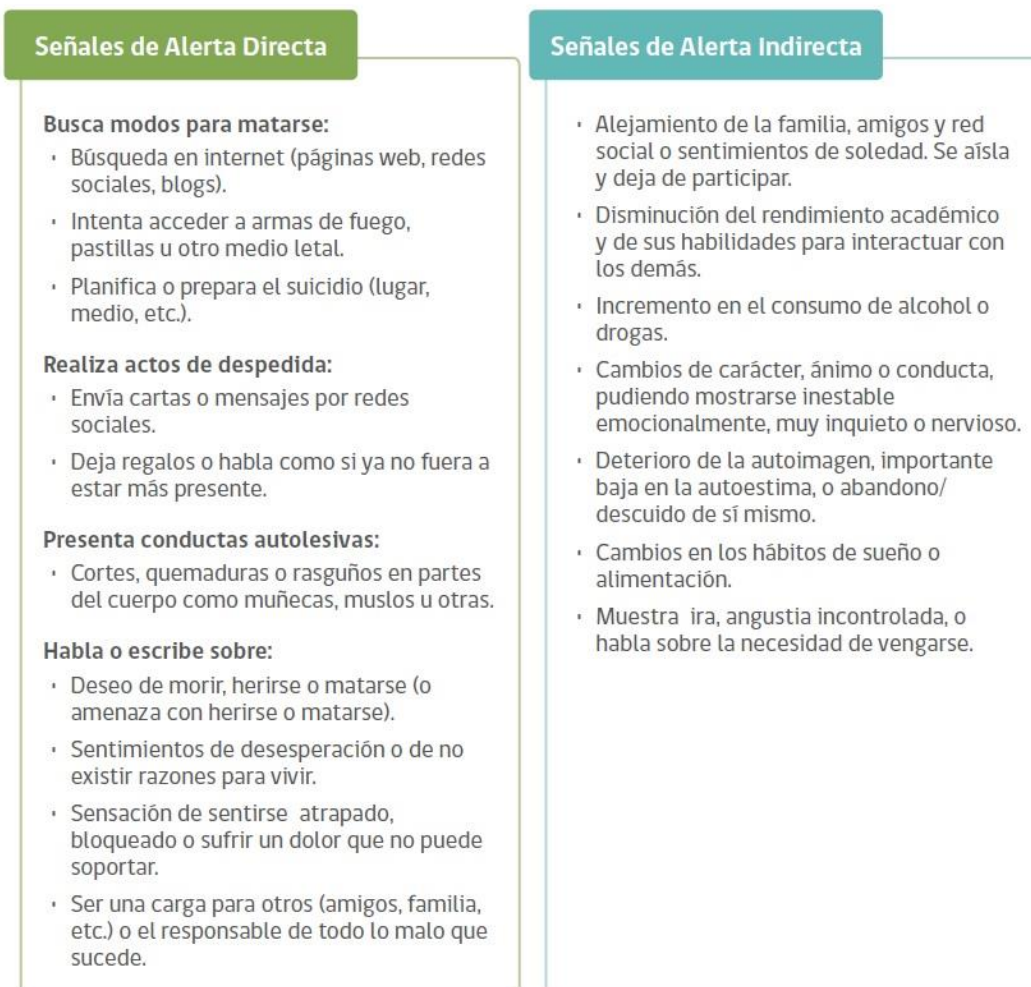 Señales de Alerta Directa
Busca modos para matarse:
· Búsqueda en internet (páginas web, redes
sociales, blogs).
· Intenta acceder a armas de fuego,
pastillas u otro medio letal.
· Planifica o prepara el suicidio (lugar,
medio, etc.).
Realiza actos de despedida:
· Envía cartas o mensajes por redes
sociales.
· Deja regalos o habla como si ya no fuera a
estar más presente.
Presenta conductas autolesivas:
· Cortes, quemaduras o rasguños en partes
del cuerpo como muñecas, muslos u otras.
Habla o escribe sobre:
· Deseo de morir, herirse o matarse (o
amenaza con herirse o matarse).
· Sentimientos de desesperación o de no
existir razones para vivir.
· Sensación de sentirse atrapado,
bloqueado o sufrir un dolor que no puede
soportar.
· Ser una carga para otros (amigos, familia,
etc.) o el responsable de todo lo malo que
sucede.
Señales de Alerta Indirecta
· Alejamiento de la familia, amigos y red
social o sentimientos de soledad. Se aísla
y deja de participar.
· Disminución del rendimiento académico
y de sus habilidades para interactuar con
los demás.
· Incremento en el consumo de alcohol o
drogas.
· Cambios de carácter, ánimo o conducta,
pudiendo mostrarse inestable
emocionalmente, muy inquieto o nervioso.
· Deterioro de la autoimagen, importante
baja en la autoestima, o abandono/
descuido de sí mismo.
· Cambios en los hábitos de sueño o
alimentación.
· Muestra ira, angustia incontrolada, o
habla sobre la necesidad de vengarse.